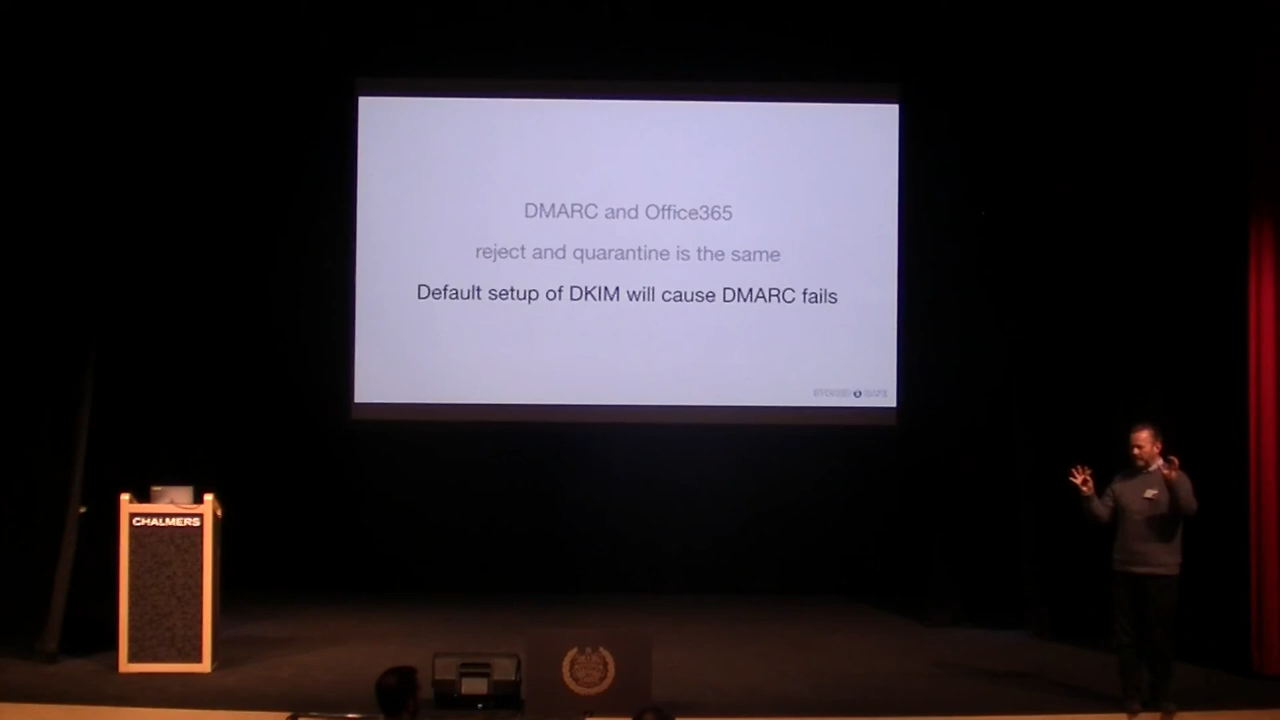 DMARC and Office365
reject and quarantine is the same
Default setup of DKIM will cause DMARC fails
CHALMERS